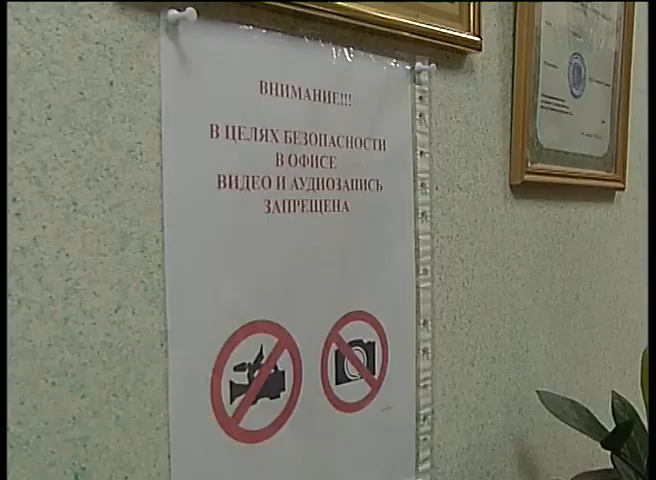 ВНИМАНИЕ!!!
В ЦЕЛЯХ БЕЗОПАСНОСТИ
В ОФИСЕ
ВИДЕО И АУДИОЗАПИСЬ
ЗАПРЕЩЕНА